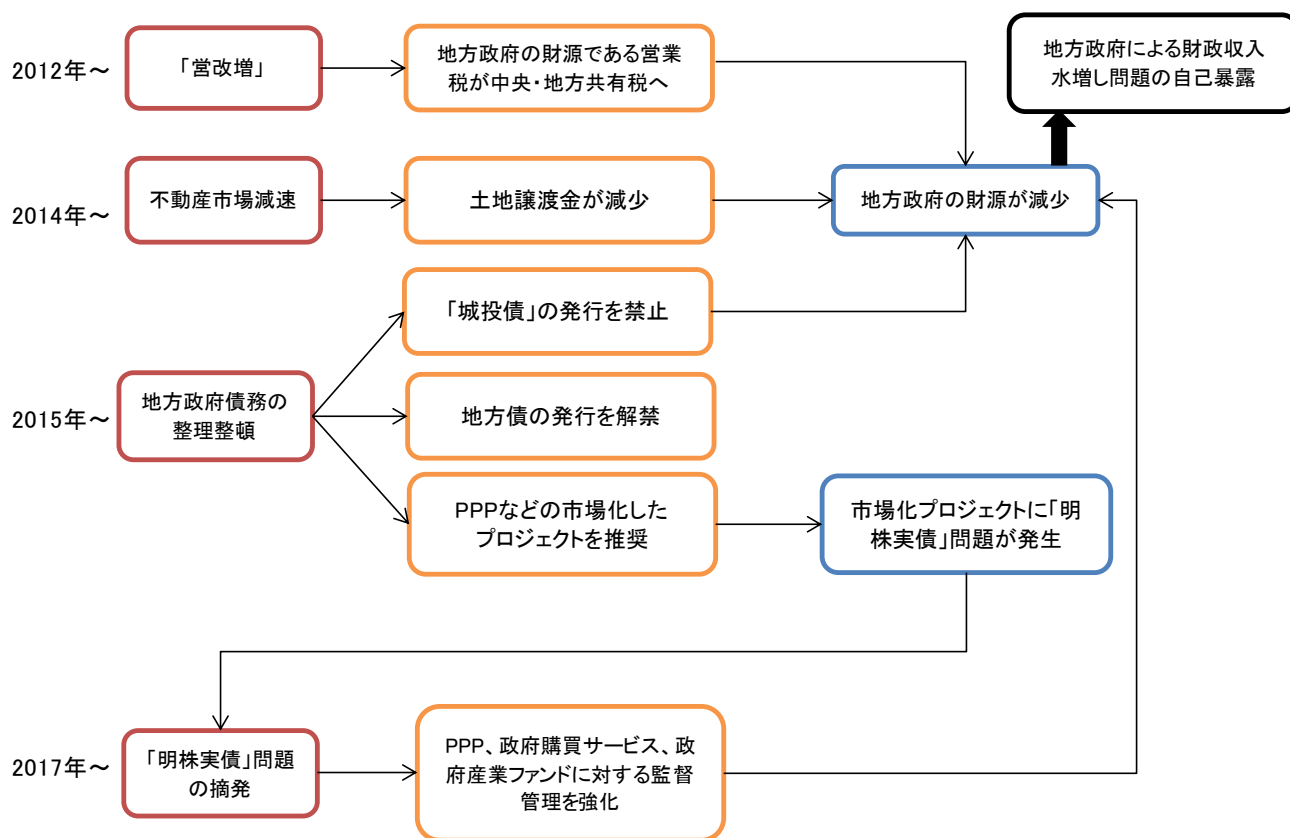 2012年～
「営改増」
地方政府の財源である営業
税が中央・地方共有税へ
地方政府による財政収入
水増し問題の自己暴露
2014年～
不動産市場減速
土地譲渡金が減少
地方政府の財源が減少
「城投債」の発行を禁止
2015年～
地方政府債務の
整理整頓
地方債の発行を解禁
PPPなどの市場化した
プロジェクトを推奨
市場化プロジェクトに「明
株実債」問題が発生
2017年～
「明株実債」問題
の摘発
PPP、政府購買サービス、政
府産業ファンドに対する監督
管理を強化